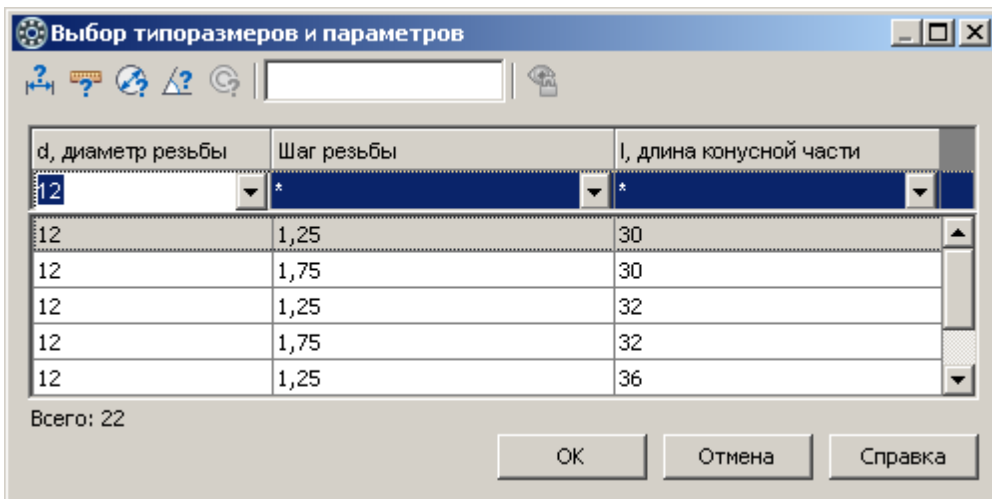 Выбор типоразмеров и параметров
d, диаметр резьбы Шаг резьбы l, длина конусной части
12 * *
12 1,25 30
12 1,75 30
12 1,25 32
12 1,75 32
12 1,25 36
Всего: 22
OK Отмена Справка